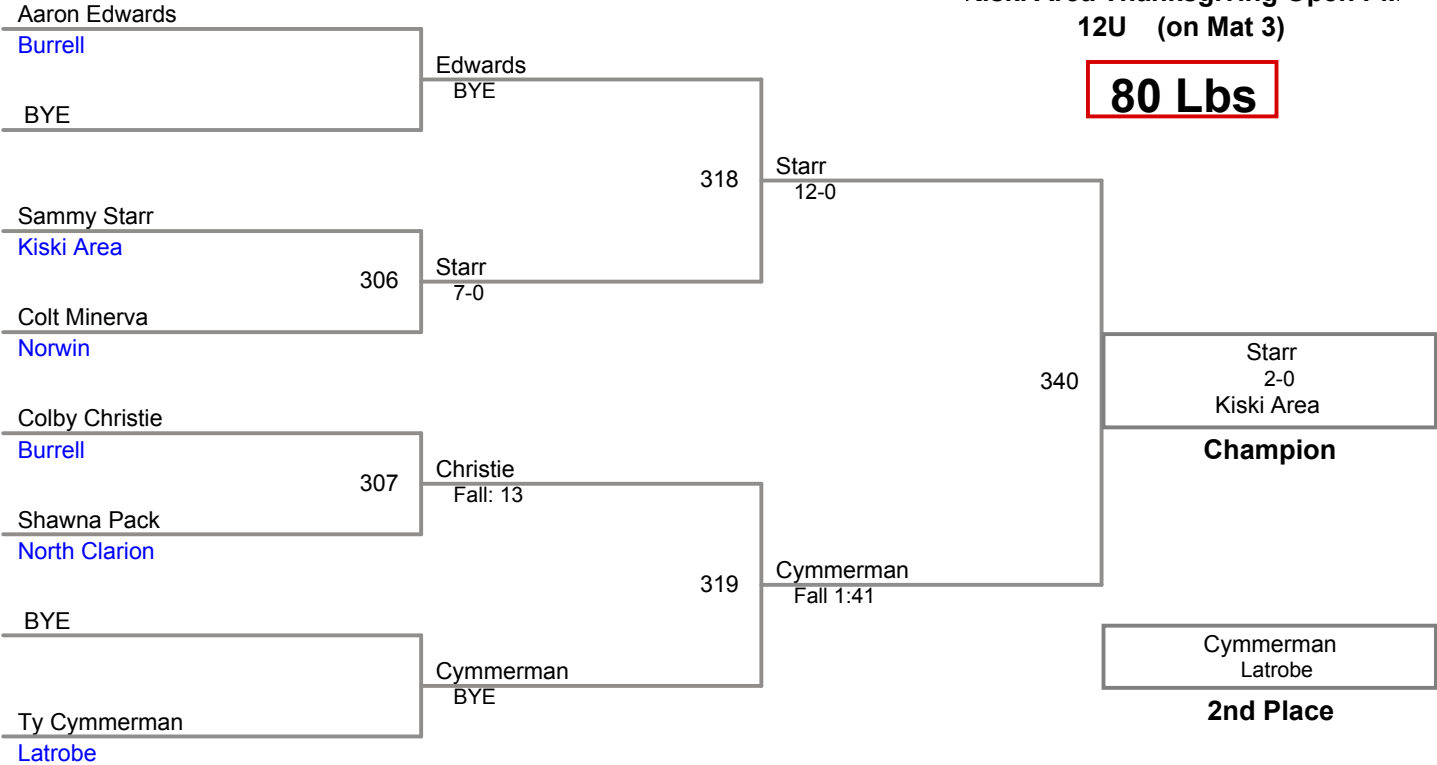 Area Thanksgiving Open
12U (on Mat 3)
80 Lbs
Aaron Edwards
Burrell
BYE
Edwards
BYE
Sammy Starr
Kiski Area
306
Colt Minerva
Norwin
Starr
7-0
318
Starr
12-0
Colby Christie
Burrell
307
Shawna Pack
North Clarion
Christie
Fall: 13
BYE
Ty Cymmerman
Latrobe
Cymmerman
BYE
319
Cymmerman
Fall 1:41
340
Starr
2-0
Kiski Area
Champion
Cymmerman
Latrobe
2nd Place